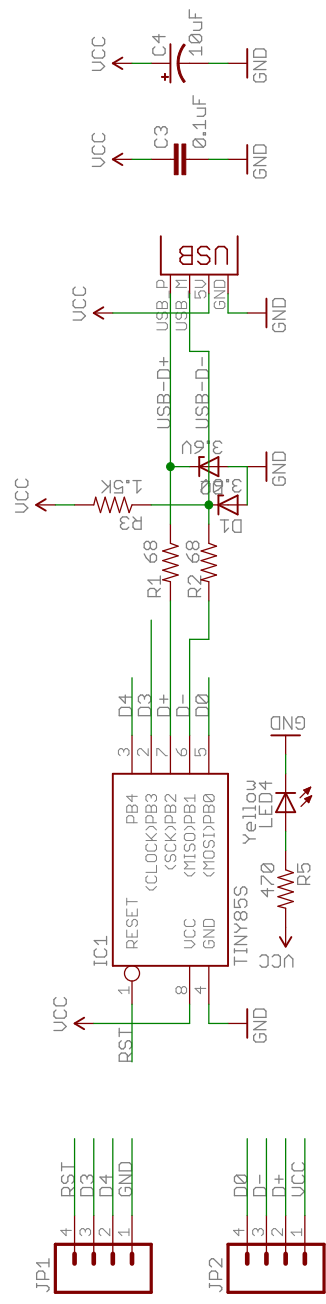 VCC
C4
10uF
+
GND
VCC
C3
0.1uF
GND
USB
USB_P
USB_M
5V
GND
VCC
GND
USB-D+
USB-D-
3.6V
GND
VCC
1.5K
R3
D1
R1
68
R2
68
D4
D3
D+
D-
D0
3
2
7
6
5
PB4
(CLOCK)PB3
(SCK)PB2
(MISO)PB1
(MOSI)PB0
IC1
RESET
VCC
GND
TINY85S
1
8
4
VCC
RST
GND
GND
Yellow
LED4
470
R5
VCC
RST
D3
D4
GND
4
3
2
1
JP1
D0
D-
D+
VCC
4
3
2
1
JP2